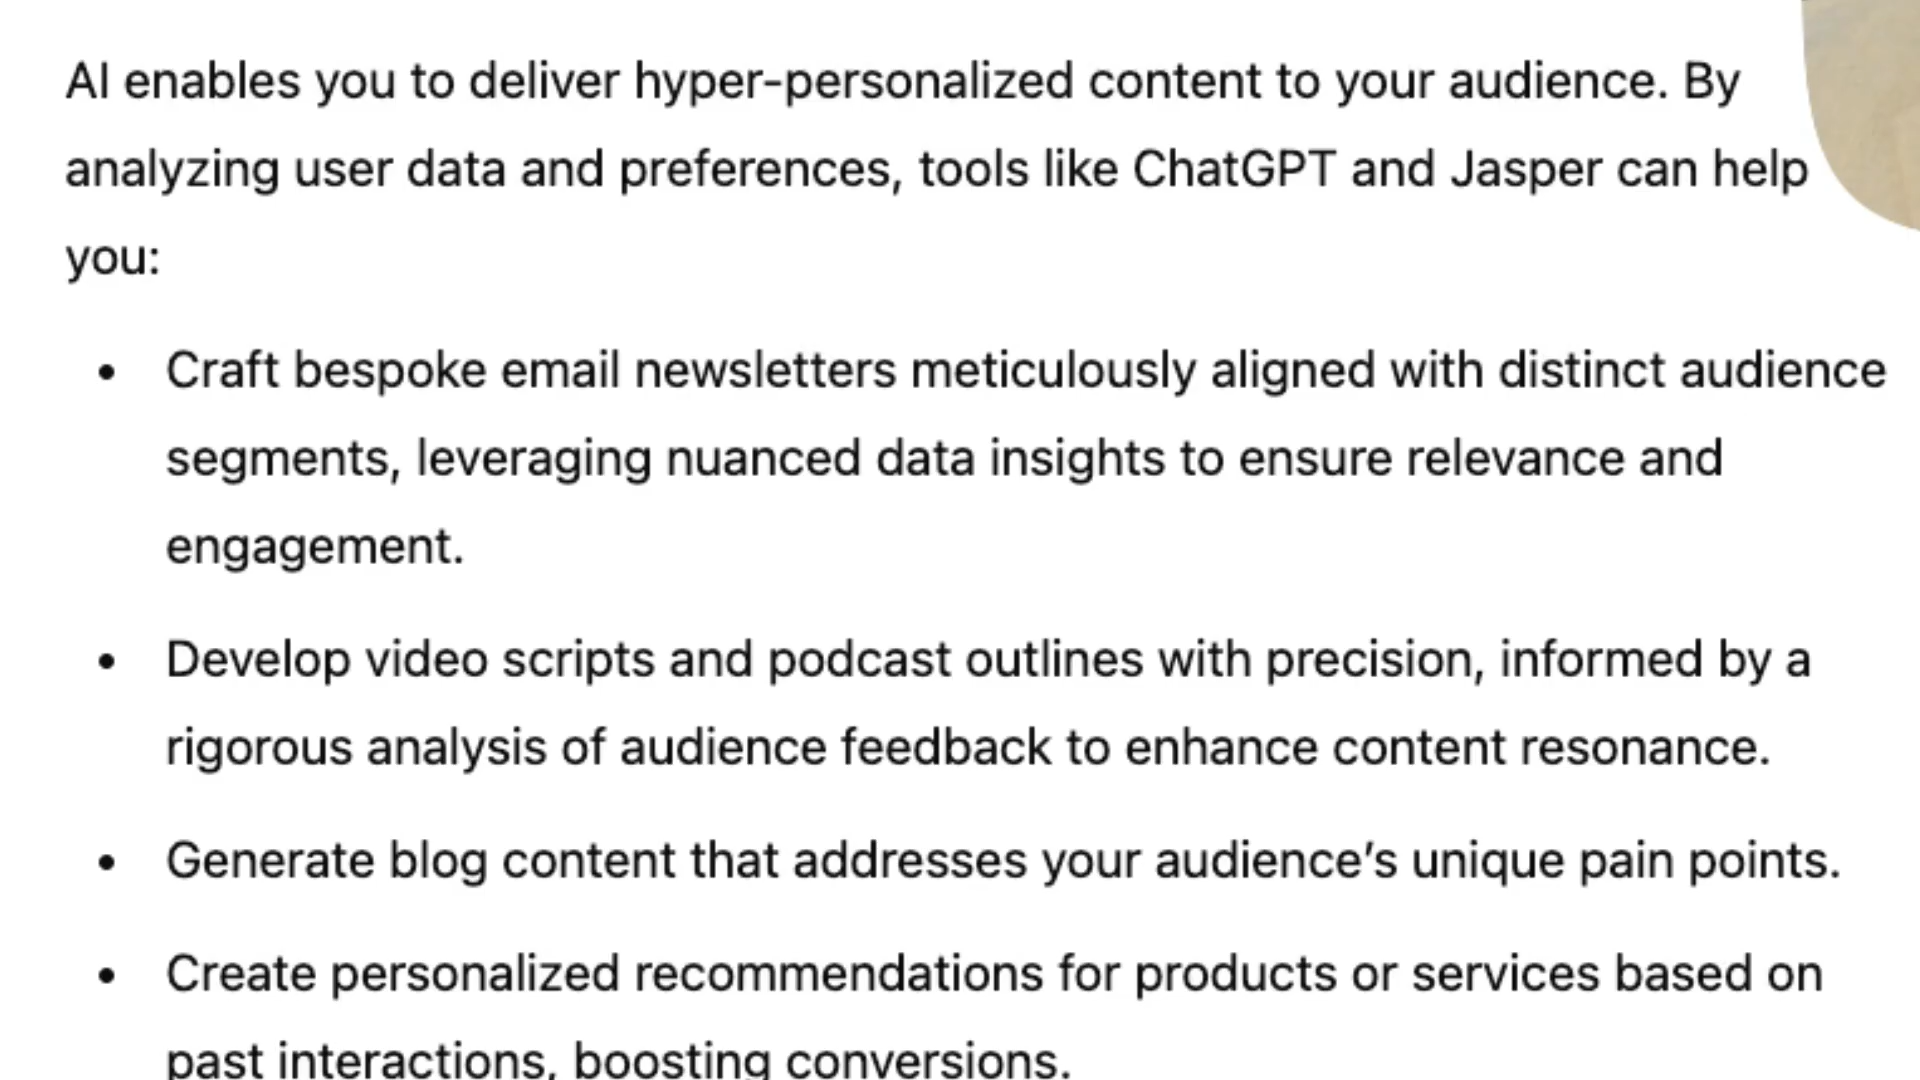 AI enables you to deliver hyper-personalized content to your audience. By
analyzing user data and preferences, tools like ChatGPT and Jasper can help
you:
• Craft bespoke email newsletters meticulously aligned with distinct audience
segments, leveraging nuanced data insights to ensure relevance and
engagement.
• Develop video scripts and podcast outlines with precision, informed by a
rigorous analysis of audience feedback to enhance content resonance.
• Generate blog content that addresses your audience’s unique pain points.
• Create personalized recommendations for products or services based on
past interactions, boosting conversions.